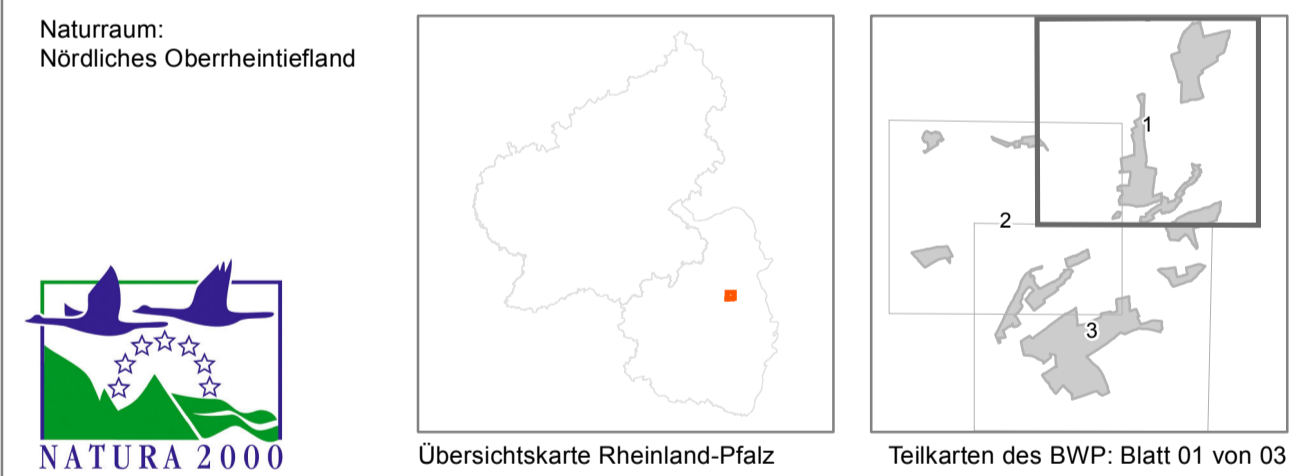 Naturraum:
Nördliches Oberrheintiefland
NATURA 2000
Übersichtskarte Rheinland-Pfalz
1
2
3
Teilkarten des BWP: Blatt 01 von 03